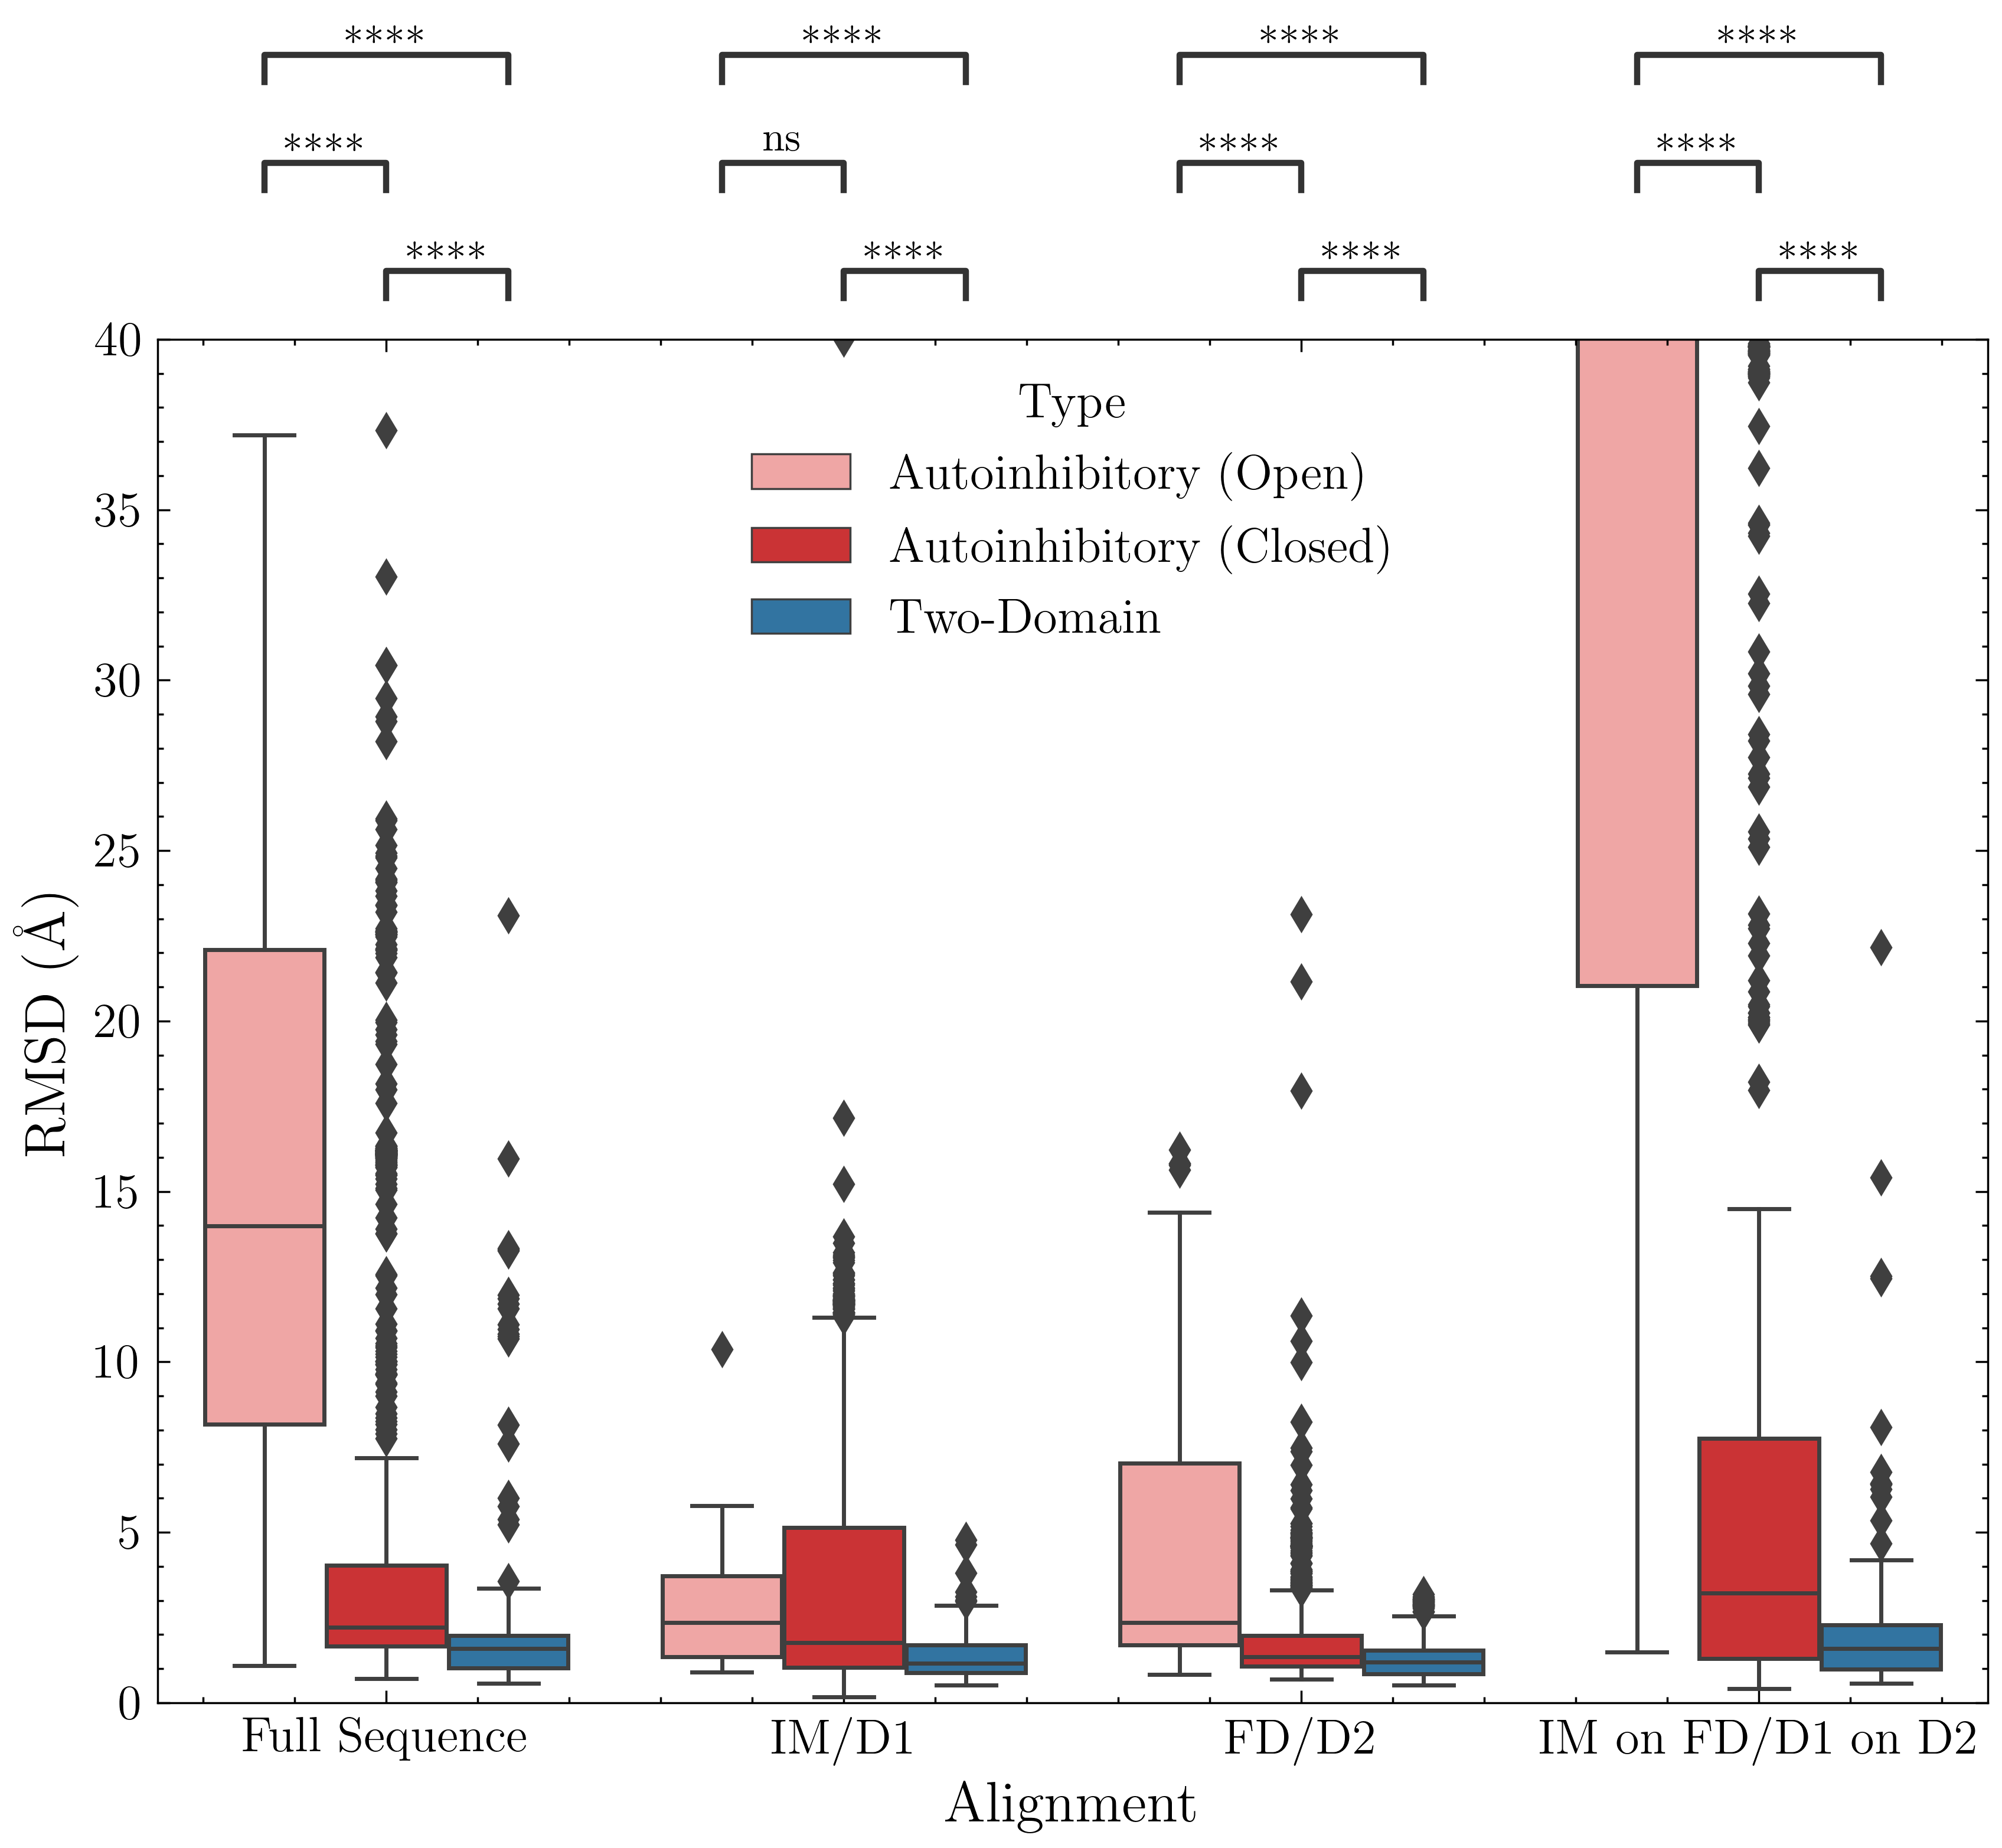 **** **** **** ****
**** ns **** ****
**** **** **** ****
40
35
30
25
20
15
10
5
0
RMSD (Å)
Type
Autoinhibitory (Open)
Autoinhibitory (Closed)
Two-Domain
Full Sequence IM/D1 FD/D2 IM on FD/D1 on D2
Alignment